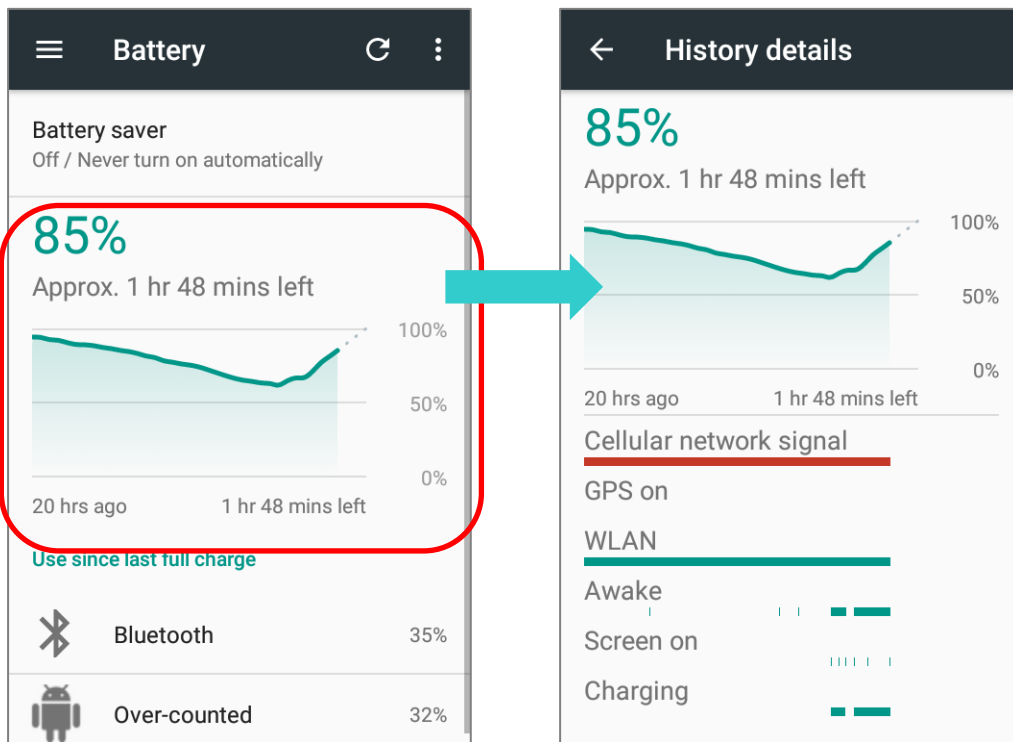 Battery
Battery saver
Off / Never turn on automatically
85%
Approx. 1 hr 48 mins left
100%
50%
0%
20 hrs ago 1 hr 48 mins left
Use since last full charge
Bluetooth 35%
Over-counted 32%
History details
85%
Approx. 1 hr 48 mins left
100%
50%
0%
20 hrs ago 1 hr 48 mins left
Cellular network signal
GPS on
WLAN
Awake
Screen on
Charging